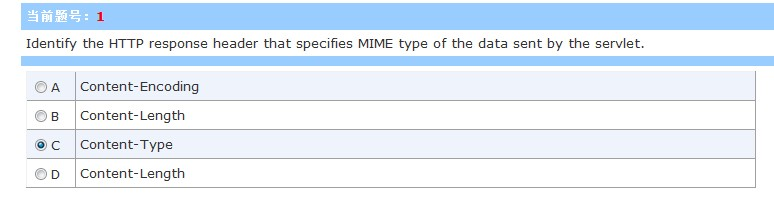 当前题号：1
Identify the HTTP response header that specifies MIME type of the data sent by the servlet.
A Content-Encoding
B Content-Length
C Content-Type
D Content-Length